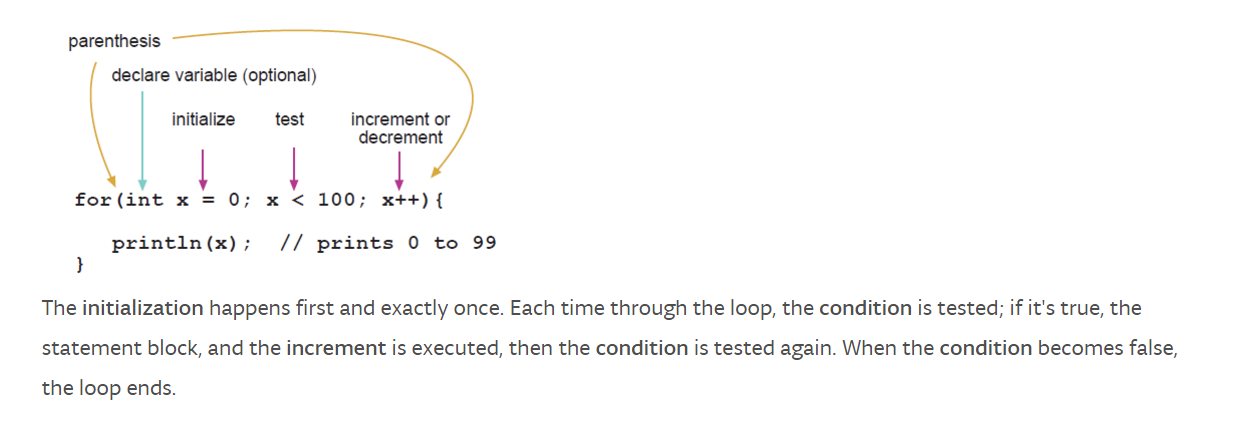 parenthesis
declare variable (optional)
initialize test increment or
decrement
for(int x = 0; x < 100; x++){
println(x); // prints 0 to 99
}
The initialization happens first and exactly once. Each time through the loop, the condition is tested; if it's true, the
statement block, and the increment is executed, then the condition is tested again. When the condition becomes false,
the loop ends.